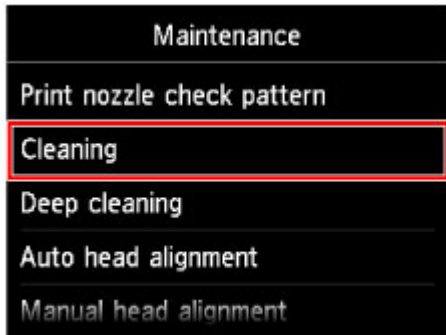 Maintenance
Print nozzle check pattern
Cleaning
Deep cleaning
Auto head alignment
Manual head alignment